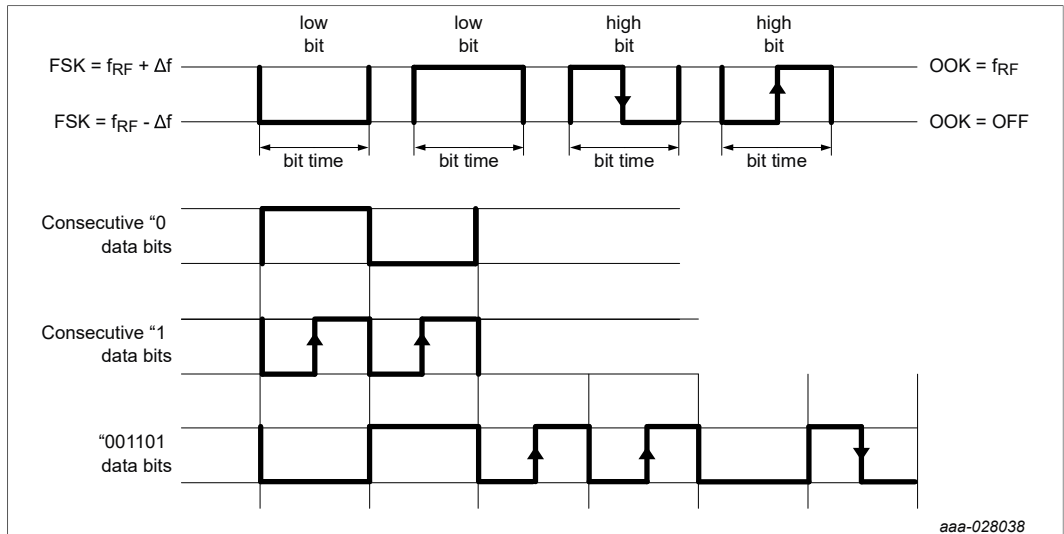 low
bit
low
bit
high
bit
high
bit
FSK = fRF + Δf
OOK = fRF
FSK = fRF - Δf
OOK = OFF
bit time
bit time
bit time
bit time
Consecutive “0
data bits
Consecutive “1
data bits
“001101
data bits
aaa-028038